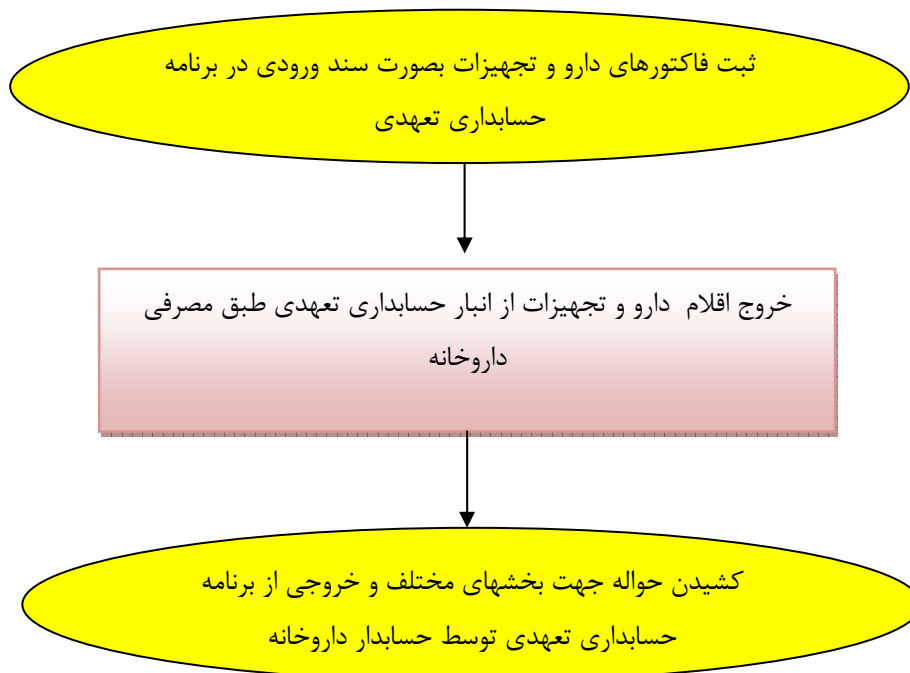 ثبت فاکتورهای دارو و تجهیزات بصورت سند ورودی در برنامه
حسابداری تعهدی
خروج اقلام دارو و تجهیزات از انبار حسابداری تعهدی طبق مصرفی
داروخانه
کشیدن حواله جهت بخشهای مختلف و خروجی از برنامه
حسابداری تعهدی توسط حسابدار داروخانه